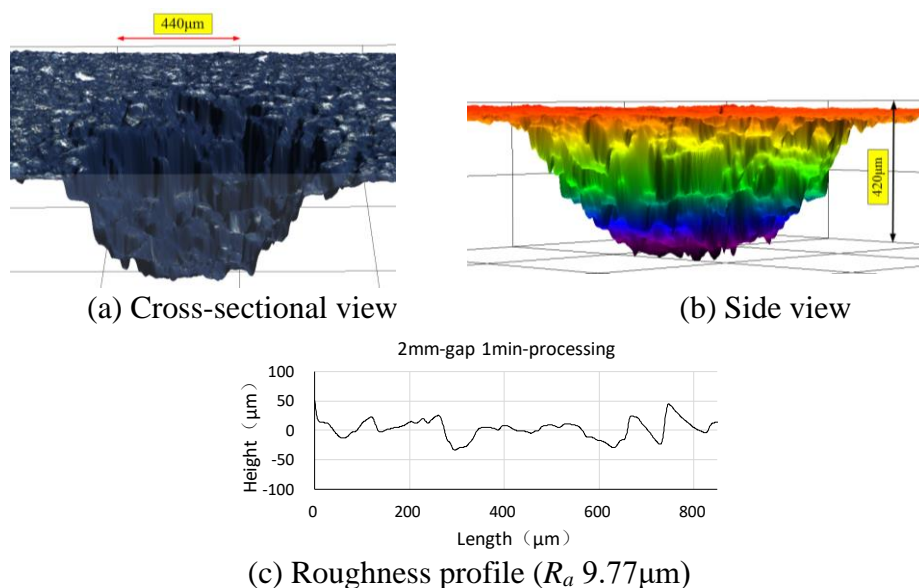 440μm
420μm
(a) Cross-sectional view
(b) Side view
2mm-gap 1min-processing
Height（μm）
100
50
0
-50
-100
0 200 400 600 800
Length（μm）
(c) Roughness profile (Ra 9.77μm)